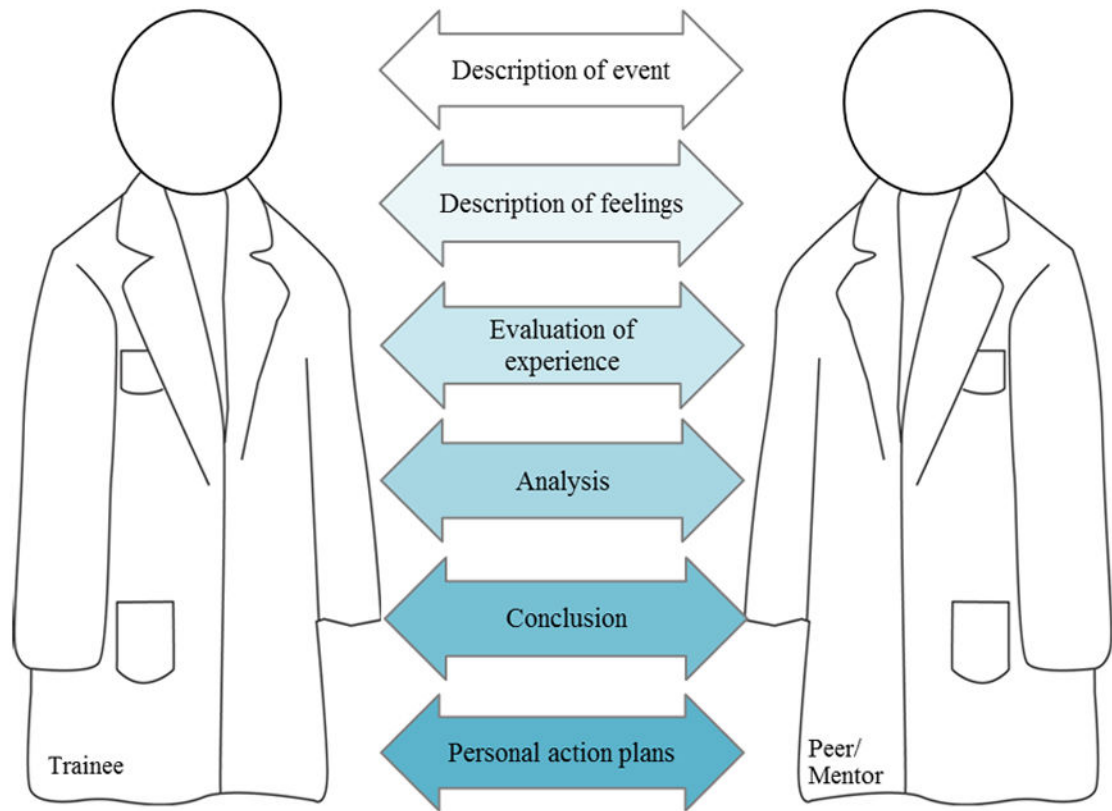 Description of event
Description of feelings
Evaluation of
experience
Analysis
Conclusion
Personal action plans
Trainee
Peer/
Mentor